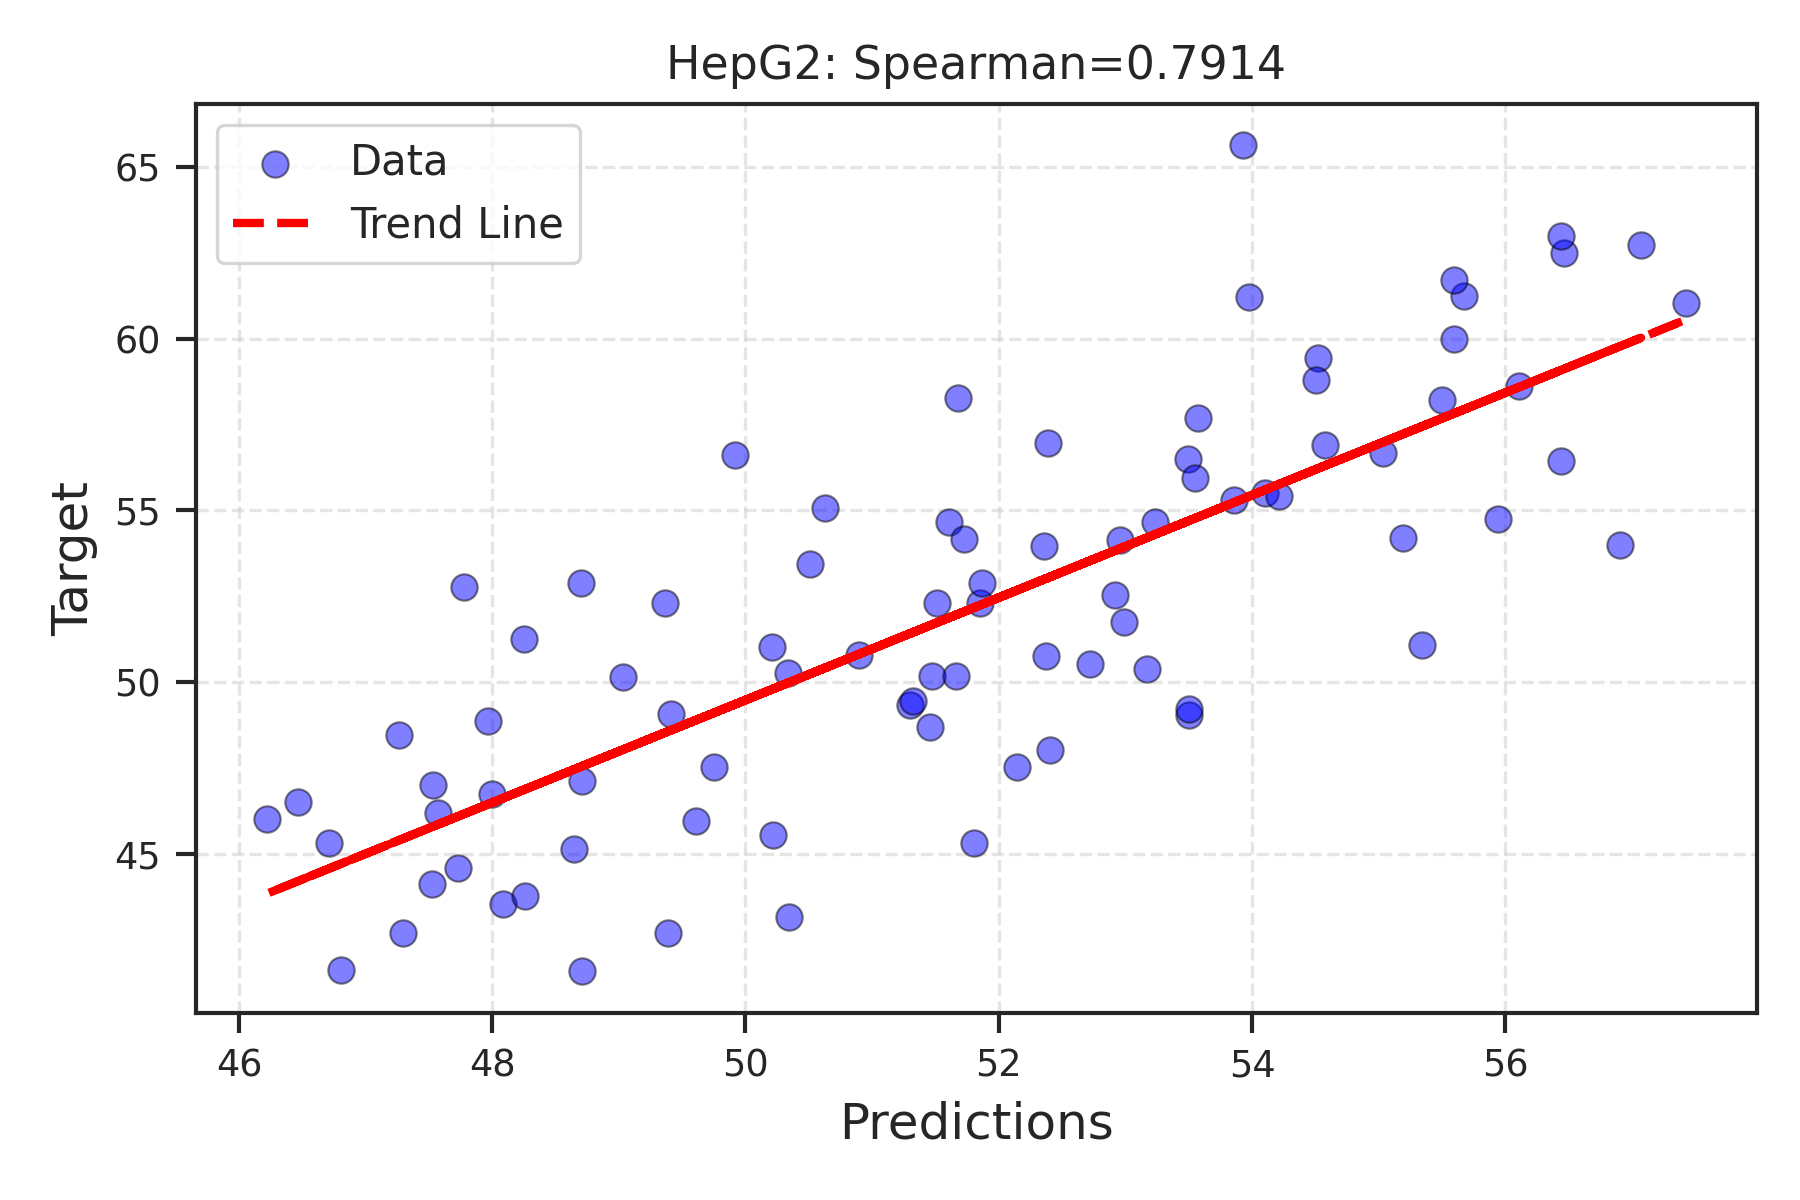 HepG2: Spearman=0.7914
Data
Trend Line
65
60
55
50
45
Target
46 48 50 52 54 56
Predictions